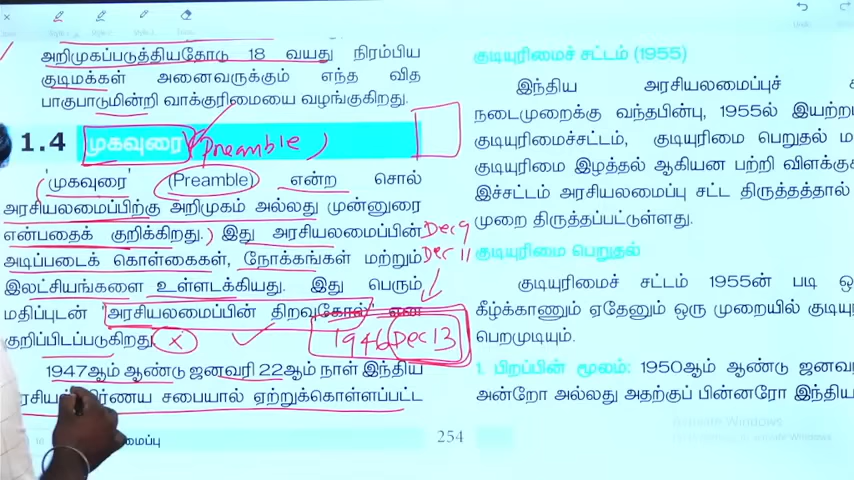 அறிமுகப்படுத்தியதோடு 18 வயது நிரம்பிய
குடிமக்கள் அனைவருக்கும் எந்த வித
பாகுபாடுமின்றி வாக்குரிமையை வழங்குகிறது.
1.4 முகவுரை (Preamble)
'முகவுரை' (Preamble) என்ற சொல்
அரசியலமைப்பிற்கு அறிமுகம் அல்லது முன்னுரை
என்பதைக் குறிக்கிறது.) இது அரசியலமைப்பின்
Dec 9
அடிப்படைக் கொள்கைகள், நோக்கங்கள் மற்றும்
Dec 11
இலட்சியங்களை உள்ளடக்கியது. இது பெரும்
மதிப்புடன் 'அரசியலமைப்பின் திறவுகோல்' என
குறிப்பிடப்படுகிறது.
1946 Dec 13
1947ஆம் ஆண்டு ஜனவரி 22ஆம் நாள் இந்திய
நிர்ணய சபையால் ஏற்றுக்கொள்ளப்பட்ட
254
குடியுரிமைச் சட்டம் (1955)
இந்திய அரசியலமைப்புச்
நடைமுறைக்கு வந்தபின்பு, 1955ல் இயற்ற
குடியுரிமைச்சட்டம், குடியுரிமை பெறுதல் ம
குடியுரிமை இழத்தல் ஆகியன பற்றி விளக்கு
இச்சட்டம் அரசியலமைப்பு சட்ட திருத்தத்தால்
முறை திருத்தப்பட்டுள்ளது.
குடியுரிமை பெறுதல்
குடியுரிமைச் சட்டம் 1955ன் படி
கீழ்க்காணும் ஏதேனும் ஒரு முறையில் குடியு
பெறமுடியும்.
1. பிறப்பின் மூலம்: 1950ஆம் ஆண்டு ஜனவ
அன்றோ அல்லது அதற்குப் பின்னரோ இந்திய
Activate Windows